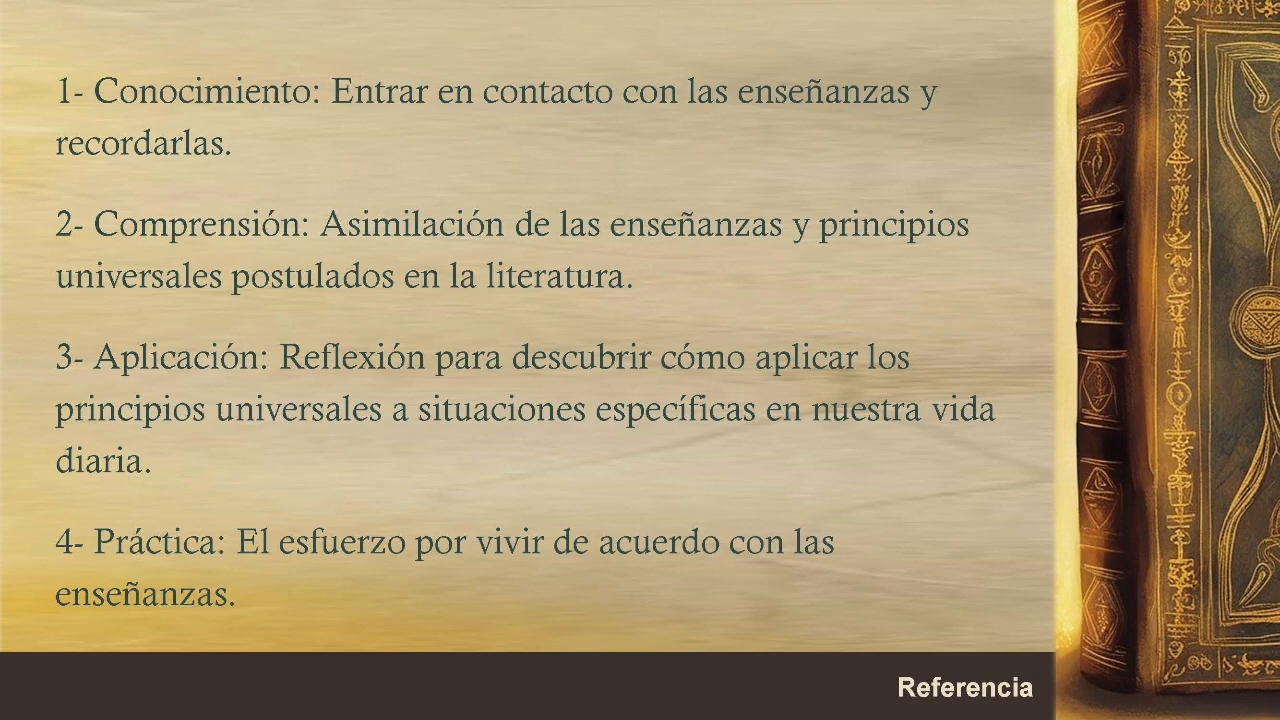 1- Conocimiento: Entrar en contacto con las enseñanzas y
recordarlas.
2- Comprensión: Asimilación de las enseñanzas y principios
universales postulados en la literatura.
3- Aplicación: Reflexión para descubrir cómo aplicar los
principios universales a situaciones específicas en nuestra vida
diaria.
4- Práctica: El esfuerzo por vivir de acuerdo con las
enseñanzas.
Referencia